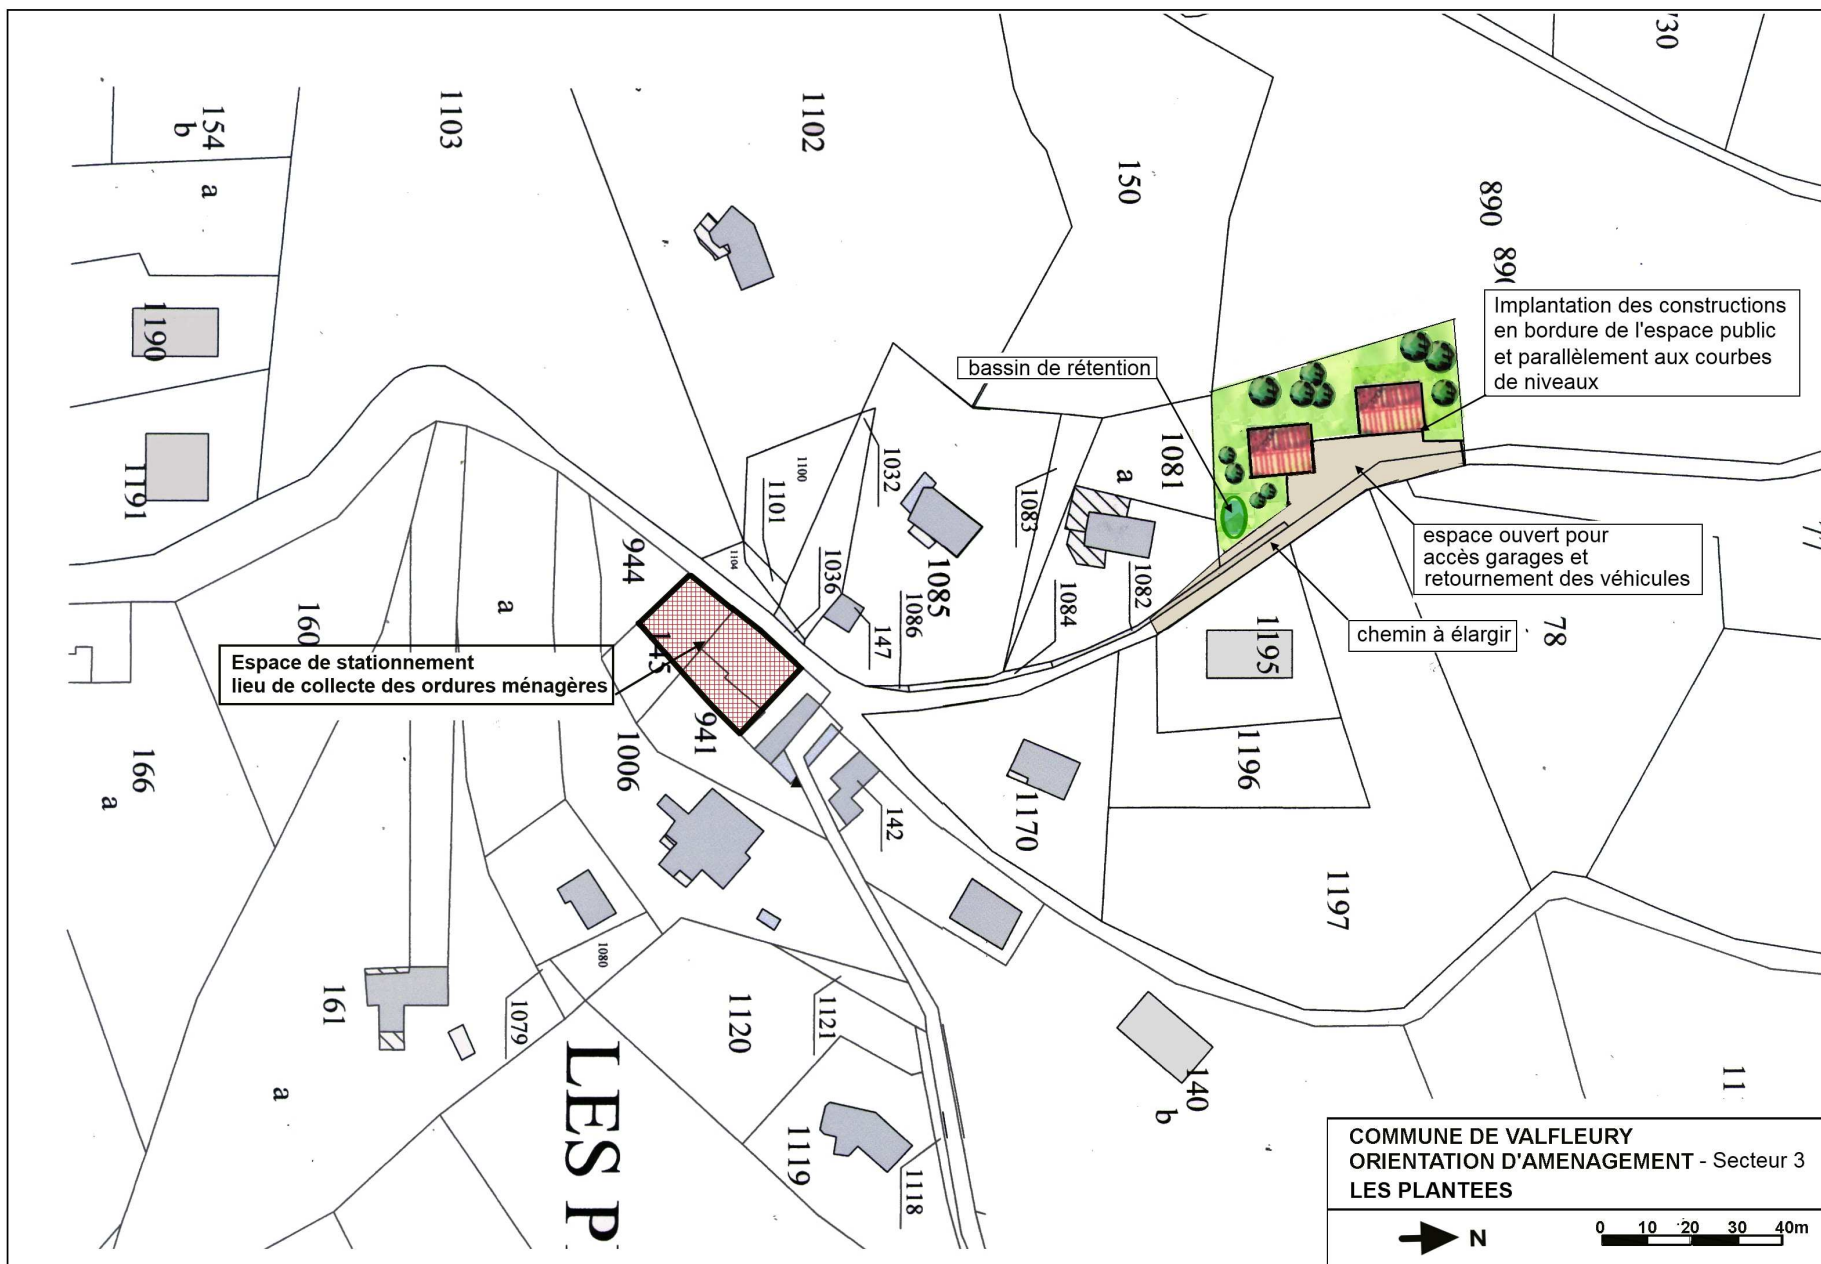 154
b
a
1103
1102
150
730
890
890
1190
1191
Implantation des constructions
en bordure de l'espace public
et parallèlement aux courbes
de niveaux
bassin de rétention
1032
1100
1101
1083
a
1081
espace ouvert pour
accès garages et
retournement des véhicules
77
944
1104
1036
1085
1086
147
1084
1082
1195
chemin à élargir
78
a
160
145
Espace de stationnement
lieu de collecte des ordures ménagères
941
1006
166
a
142
1170
1196
1197
1080
1079
161
a
1120
1121
1119
1118
140
b
11
LES P
COMMUNE DE VALFLEURY
ORIENTATION D'AMENAGEMENT - Secteur 3
LES PLANTEES
N
0 10 20 30 40m